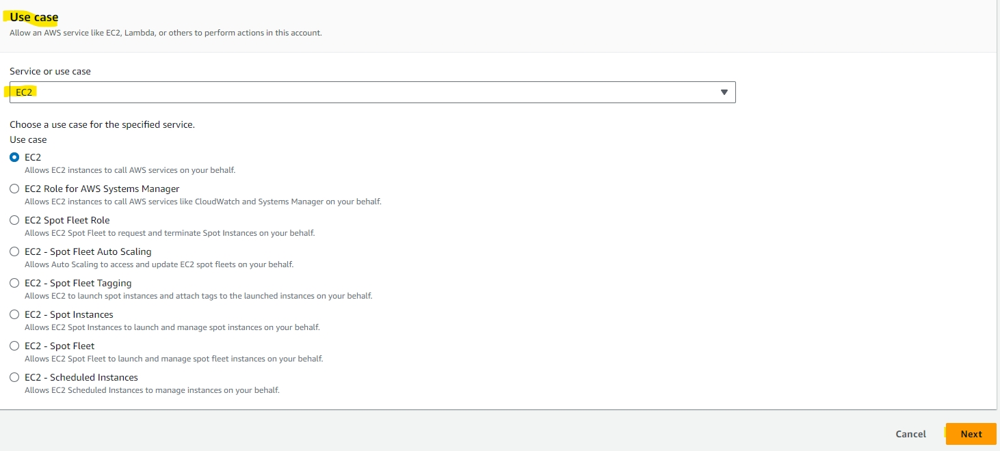 Use case
Allow an AWS service like EC2, Lambda, or others to perform actions in this account.
Service or use case
EC2
Choose a use case for the specified service.
Use case
EC2
Allows EC2 instances to call AWS services on your behalf.
EC2 Role for AWS Systems Manager
Allows EC2 instances to call AWS services like CloudWatch and Systems Manager on your behalf.
EC2 Spot Fleet Role
Allows EC2 Spot Fleet to request and terminate Spot Instances on your behalf.
EC2 - Spot Fleet Auto Scaling
Allows Auto Scaling to access and update EC2 spot fleets on your behalf.
EC2 - Spot Fleet Tagging
Allows EC2 to launch spot instances and attach tags to the launched instances on your behalf.
EC2 - Spot Instances
Allows EC2 Spot Instances to launch and manage spot instances on your behalf.
EC2 - Spot Fleet
Allows EC2 Spot Fleet to launch and manage spot fleet instances on your behalf.
EC2 - Scheduled Instances
Allows EC2 Scheduled Instances to manage instances on your behalf.
Cancel Next